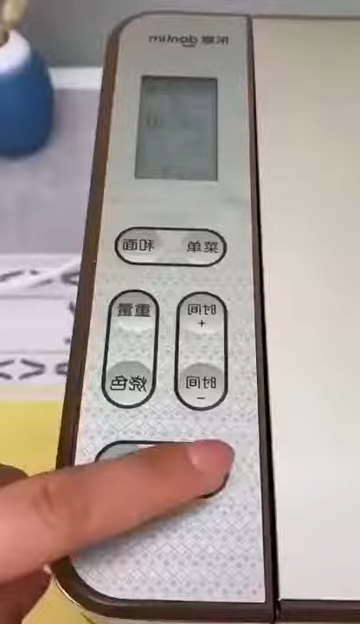 东菱 donlim
菜单 和面
时间 重量
+
时间 烧色
-